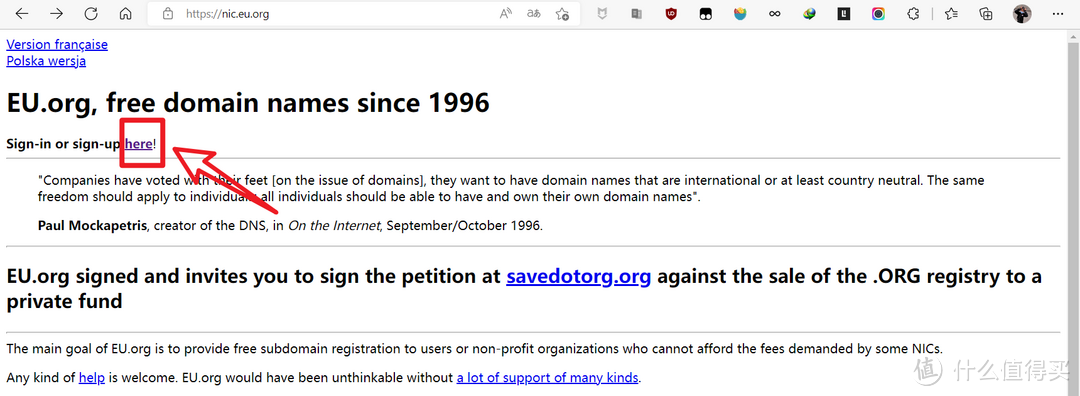 https://nic.eu.org
Version française
Polska wersja
EU.org, free domain names since 1996
Sign-in or sign-up here!
"Companies have voted with their feet [on the issue of domains], they want to have domain names that are international or at least country neutral. The same
freedom should apply to individuals all individuals should be able to have and own their own domain names".
Paul Mockapetris, creator of the DNS, in On the Internet, September/October 1996.
EU.org signed and invites you to sign the petition at savedotorg.org against the sale of the .ORG registry to a
private fund
The main goal of EU.org is to provide free subdomain registration to users or non-profit organizations who cannot afford the fees demanded by some NICs.
Any kind of help is welcome. EU.org would have been unthinkable without a lot of support of many kinds.
值 什么值得买